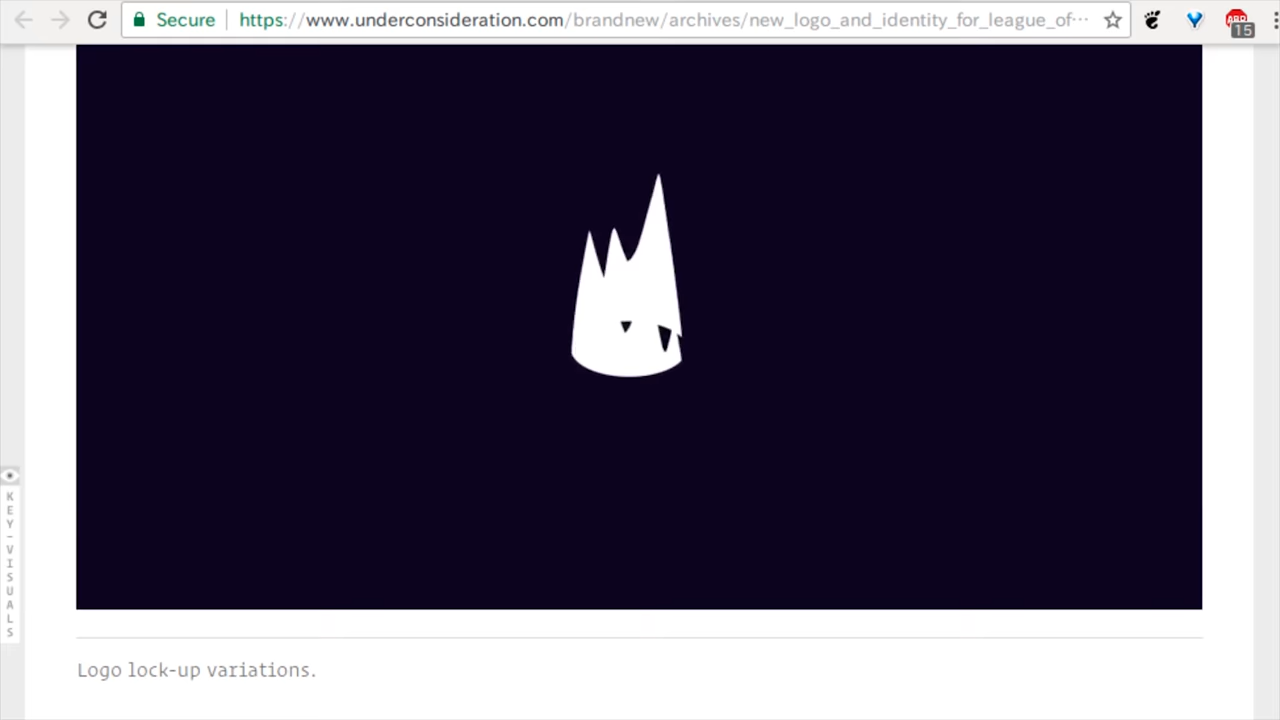 Secure
https://www.underconsideration.com/brandnew/archives/new_logo_and_identity_for_league_of…
15
KEY-VISUALS
Logo lock-up variations.